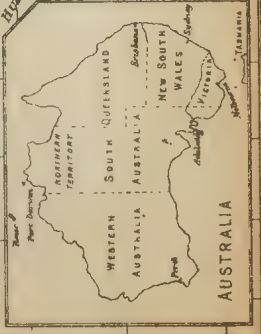 Port Darwin
NORTHERN
TERRITORY
QUEENSLAND
Brisbane
SOUTH
AUSTRALIA
WESTERN
AUSTRALIA
NEW SOUTH
WALES
Sydney
VICTORIA
Adelaide
Perth
TASMANIA
AUSTRALIA